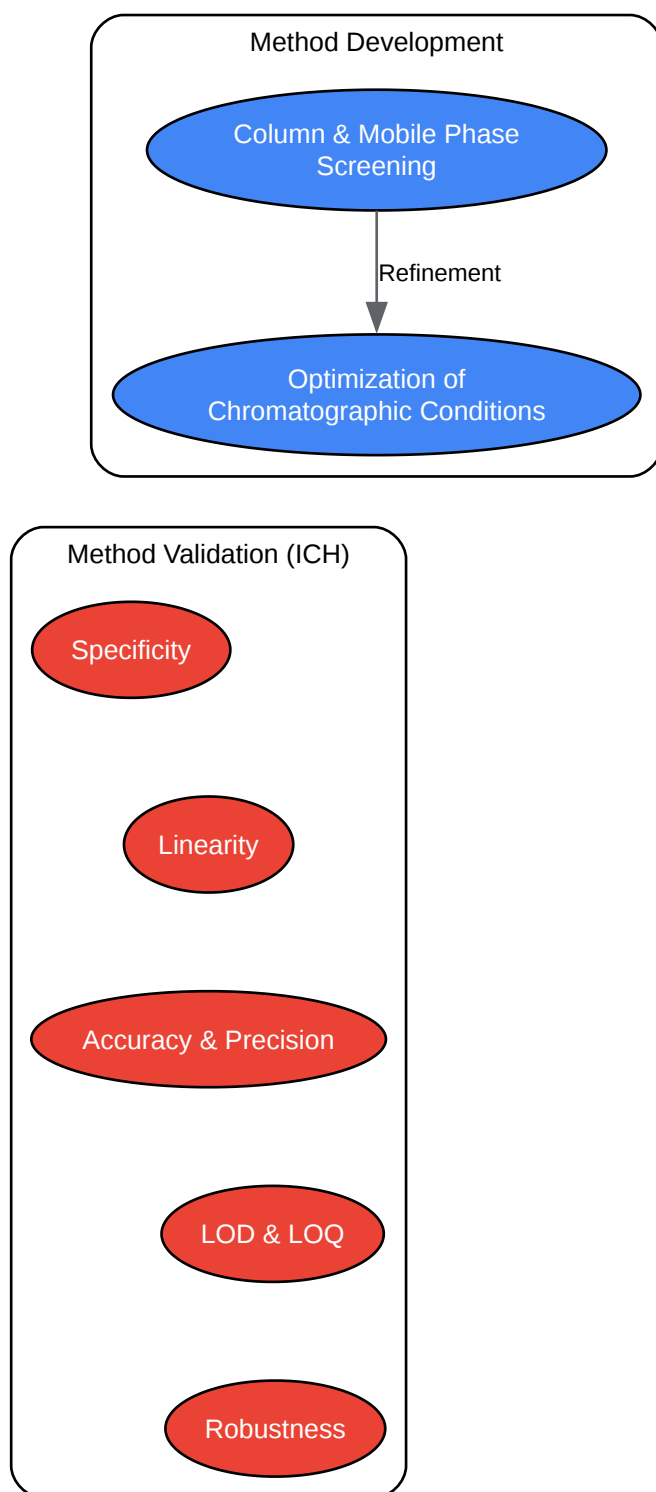 Method Development
Column & Mobile Phase
Screening
Refinement
Optimization of
Chromatographic Conditions
Method Validation (ICH)
Specificity
Linearity
Accuracy & Precision
LOD & LOQ
Robustness